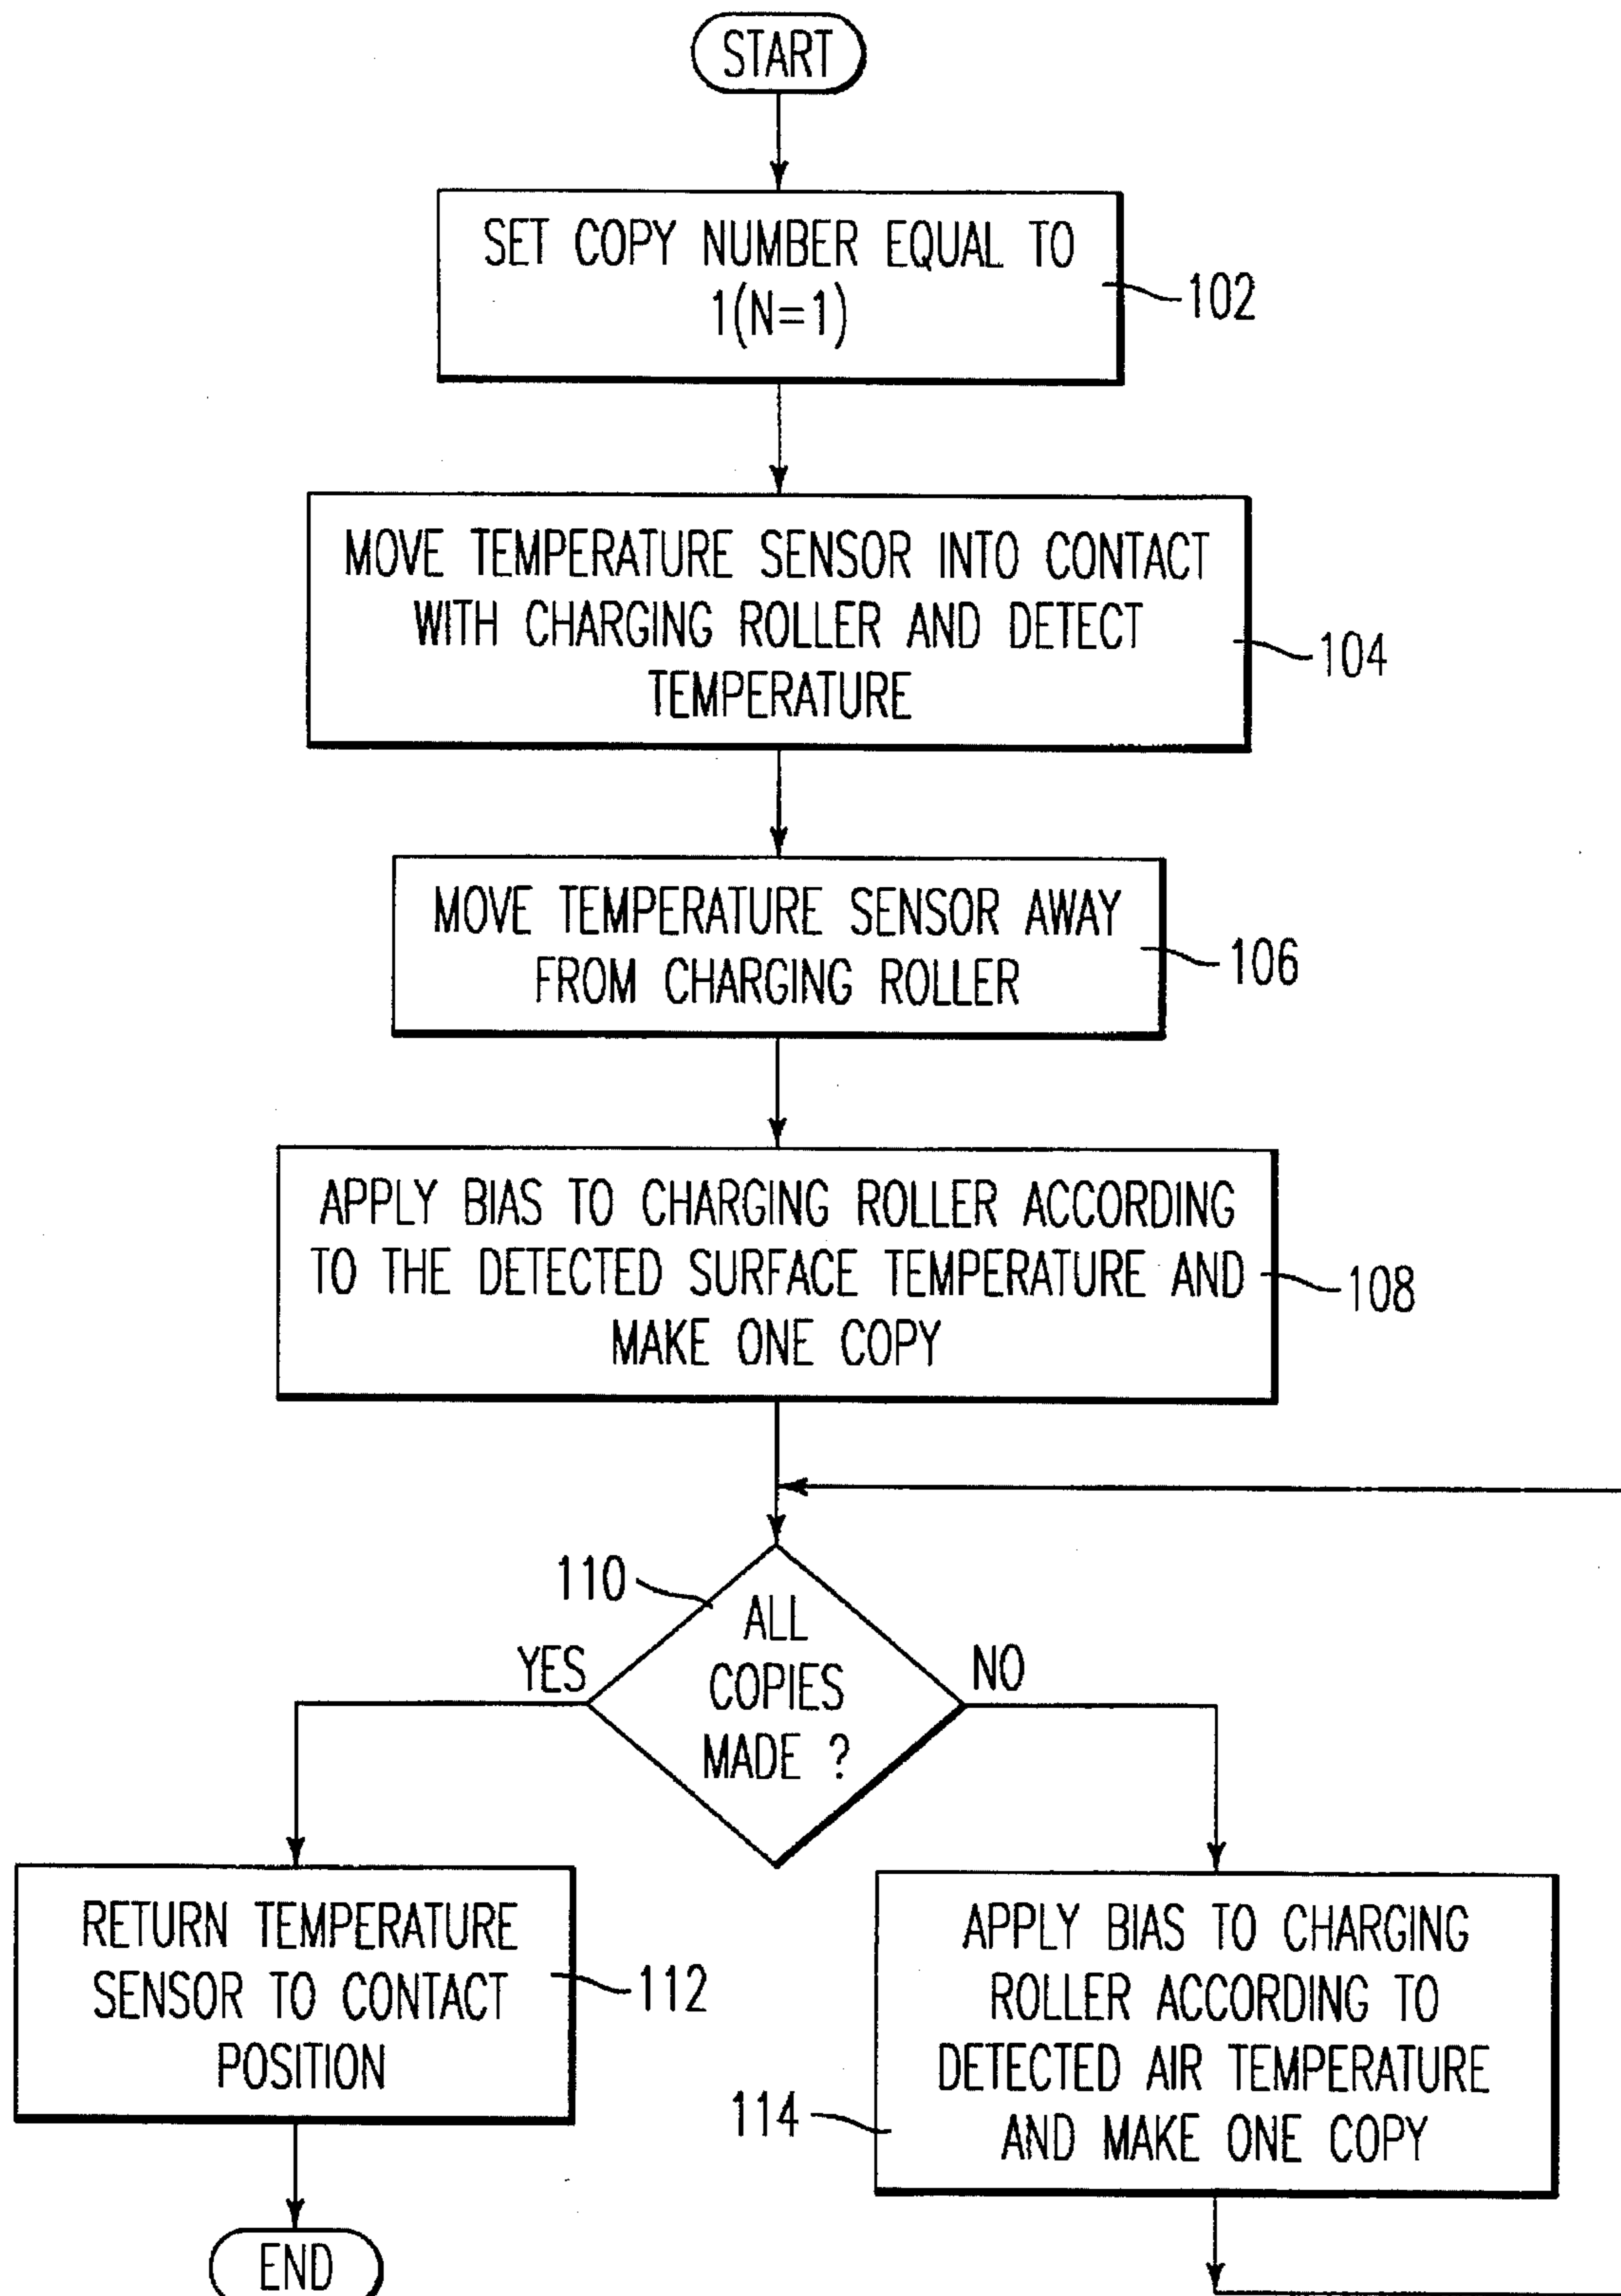 START
SET COPY NUMBER EQUAL TO
1(N=1)
102
MOVE TEMPERATURE SENSOR INTO CONTACT
WITH CHARGING ROLLER AND DETECT
TEMPERATURE
104
MOVE TEMPERATURE SENSOR AWAY
FROM CHARGING ROLLER
106
APPLY BIAS TO CHARGING ROLLER ACCORDING
TO THE DETECTED SURFACE TEMPERATURE AND
MAKE ONE COPY
108
110
ALL
COPIES
MADE ?
YES
NO
RETURN TEMPERATURE
SENSOR TO CONTACT
POSITION
112
APPLY BIAS TO CHARGING
ROLLER ACCORDING TO
DETECTED AIR TEMPERATURE
AND MAKE ONE COPY
114
END